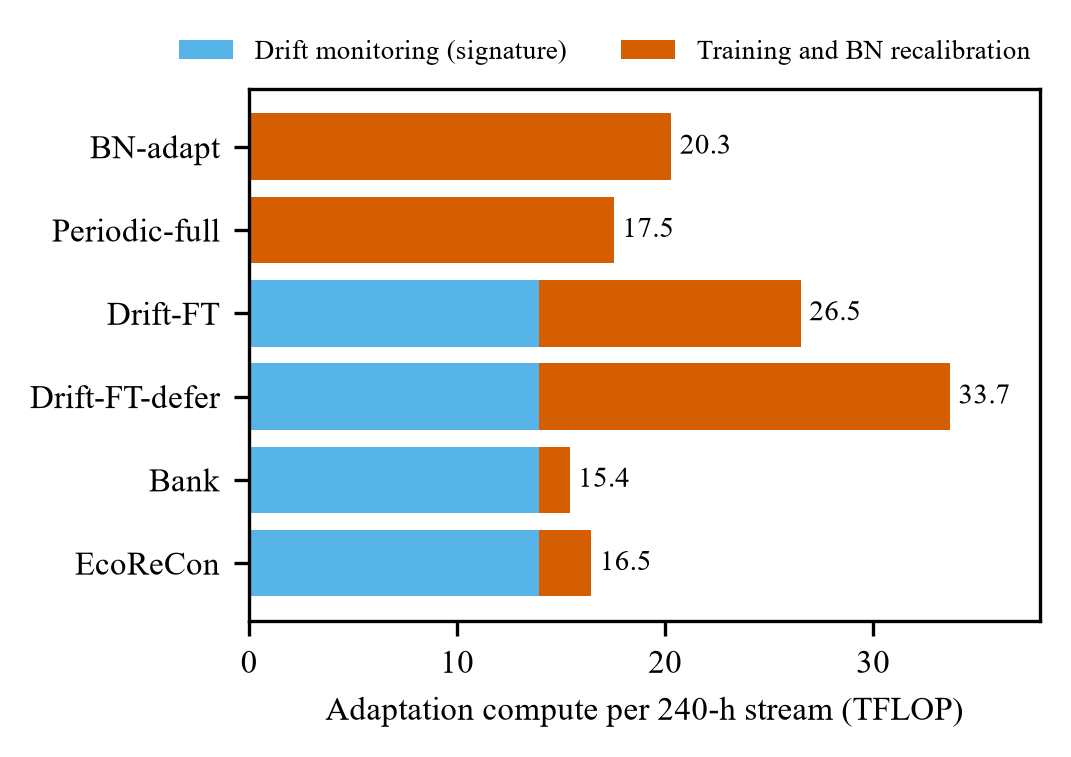 Drift monitoring (signature) Training and BN recalibration
BN-adapt 20.3
Periodic-full 17.5
Drift-FT 26.5
Drift-FT-defer 33.7
Bank 15.4
EcoReCon 16.5
0 10 20 30
Adaptation compute per 240-h stream (TFLOP)